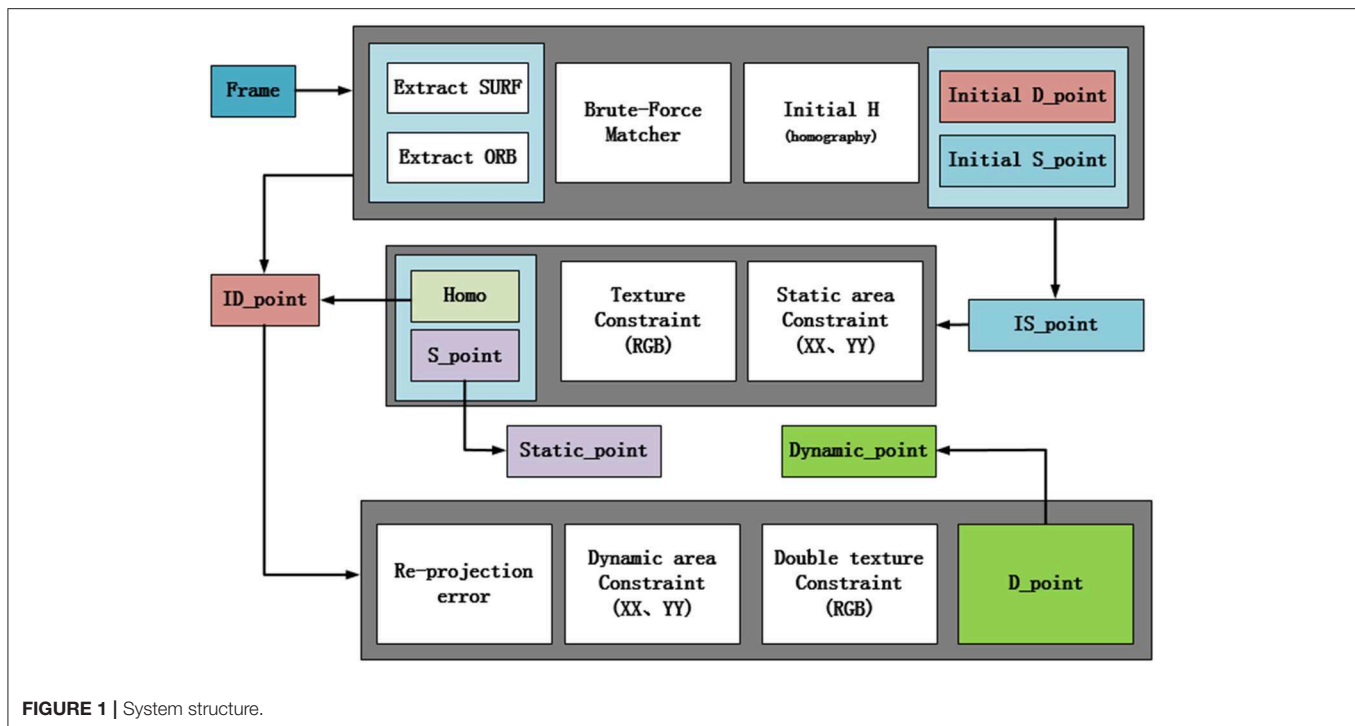 Frame
Extract SURF
Extract ORB
Brute-Force
Matcher
Initial H
(homography)
Initial D_point
Initial S_point
ID_point
Homo
S_point
Texture
Constraint
(RGB)
Static area
Constraint
(XX、YY)
IS_point
Static_point
Dynamic_point
Re-projection
error
Dynamic area
Constraint
(XX、YY)
Double texture
Constraint
(RGB)
D_point
FIGURE 1 | System structure.